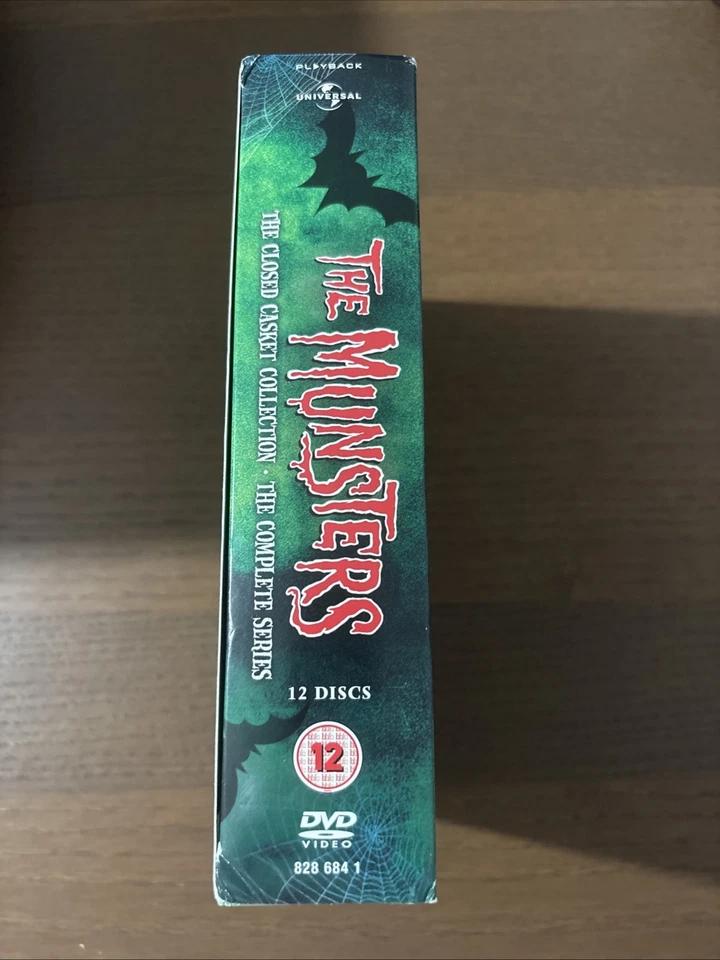 PLAYBACK
UNIVERSAL
THE MUNSTERS
THE CLOSED CASKET COLLECTION · THE COMPLETE SERIES
12 DISCS
12
DVD
VIDEO
828 684 1